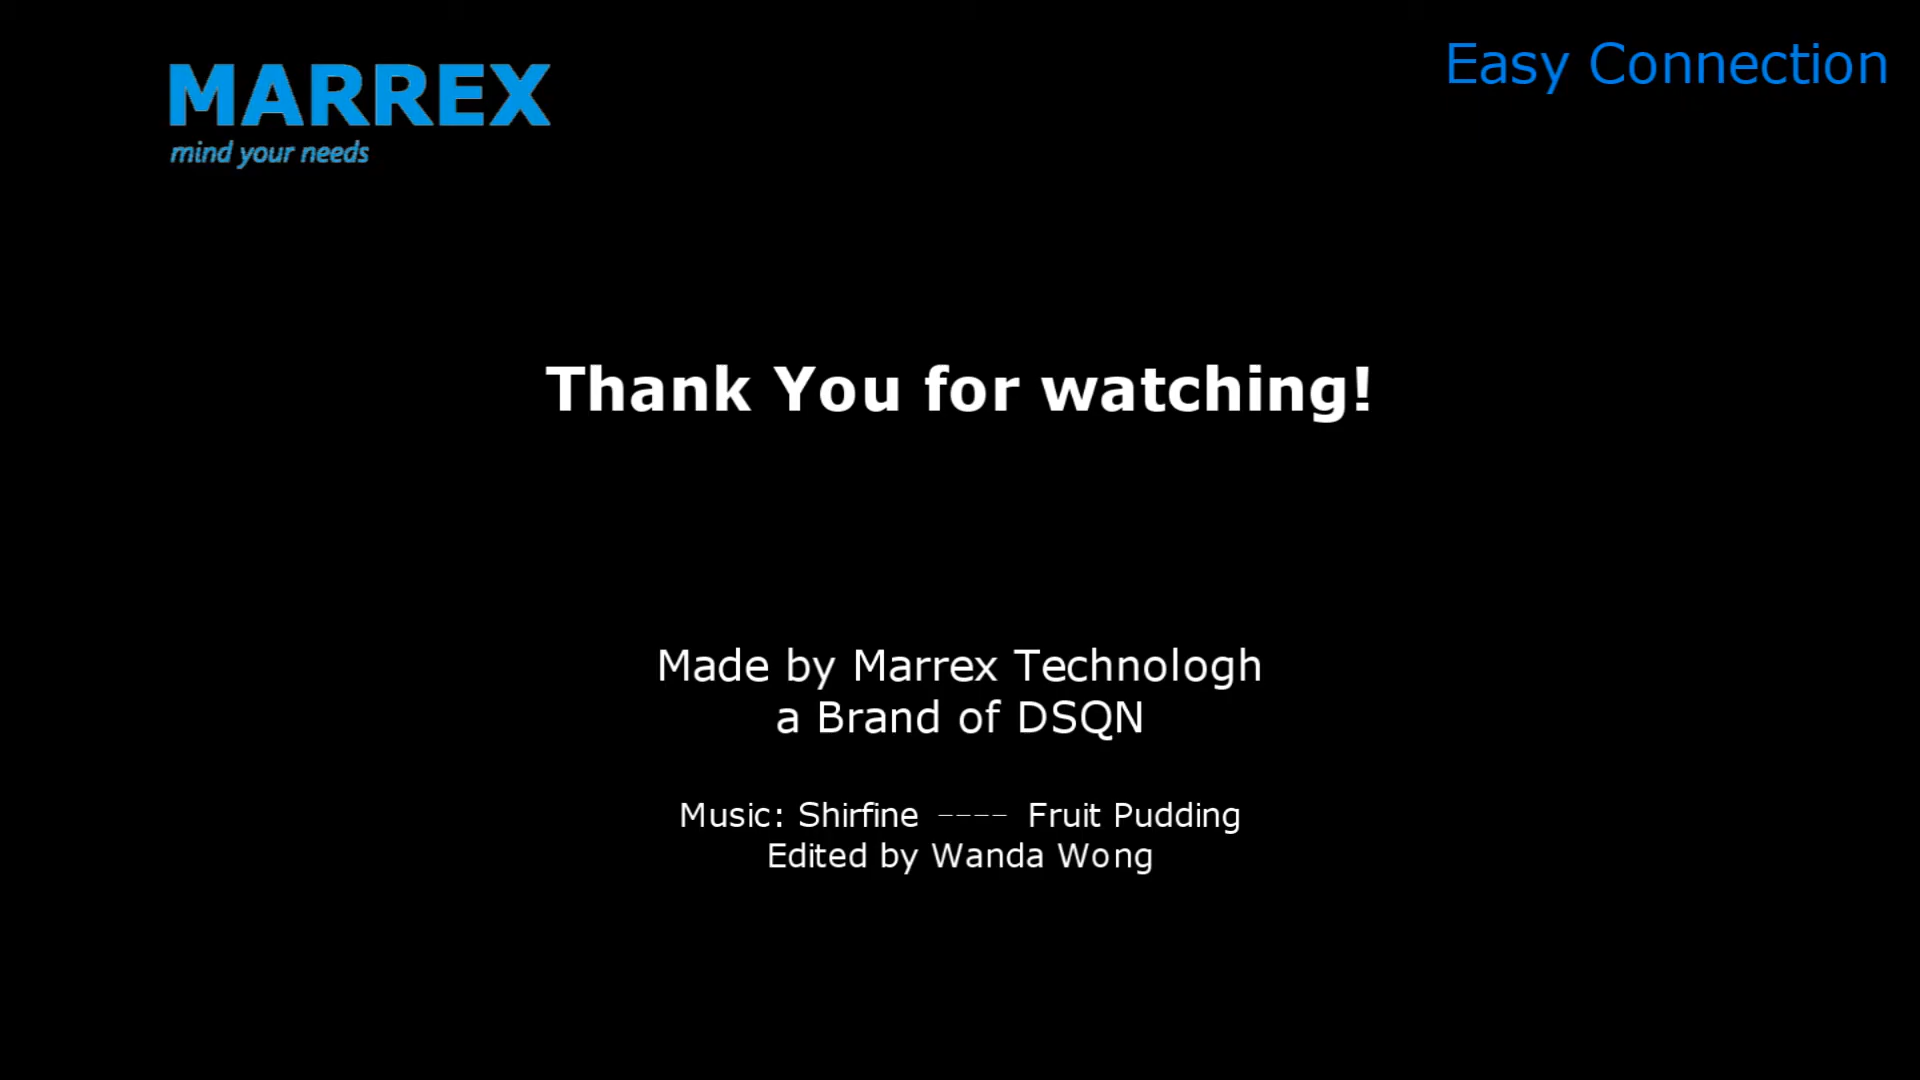 MARREX
mind your needs
Easy Connection
Thank You for watching!
Made by Marrex Technologh
a Brand of DSQN
Music: Shirfine ---- Fruit Pudding
Edited by Wanda Wong